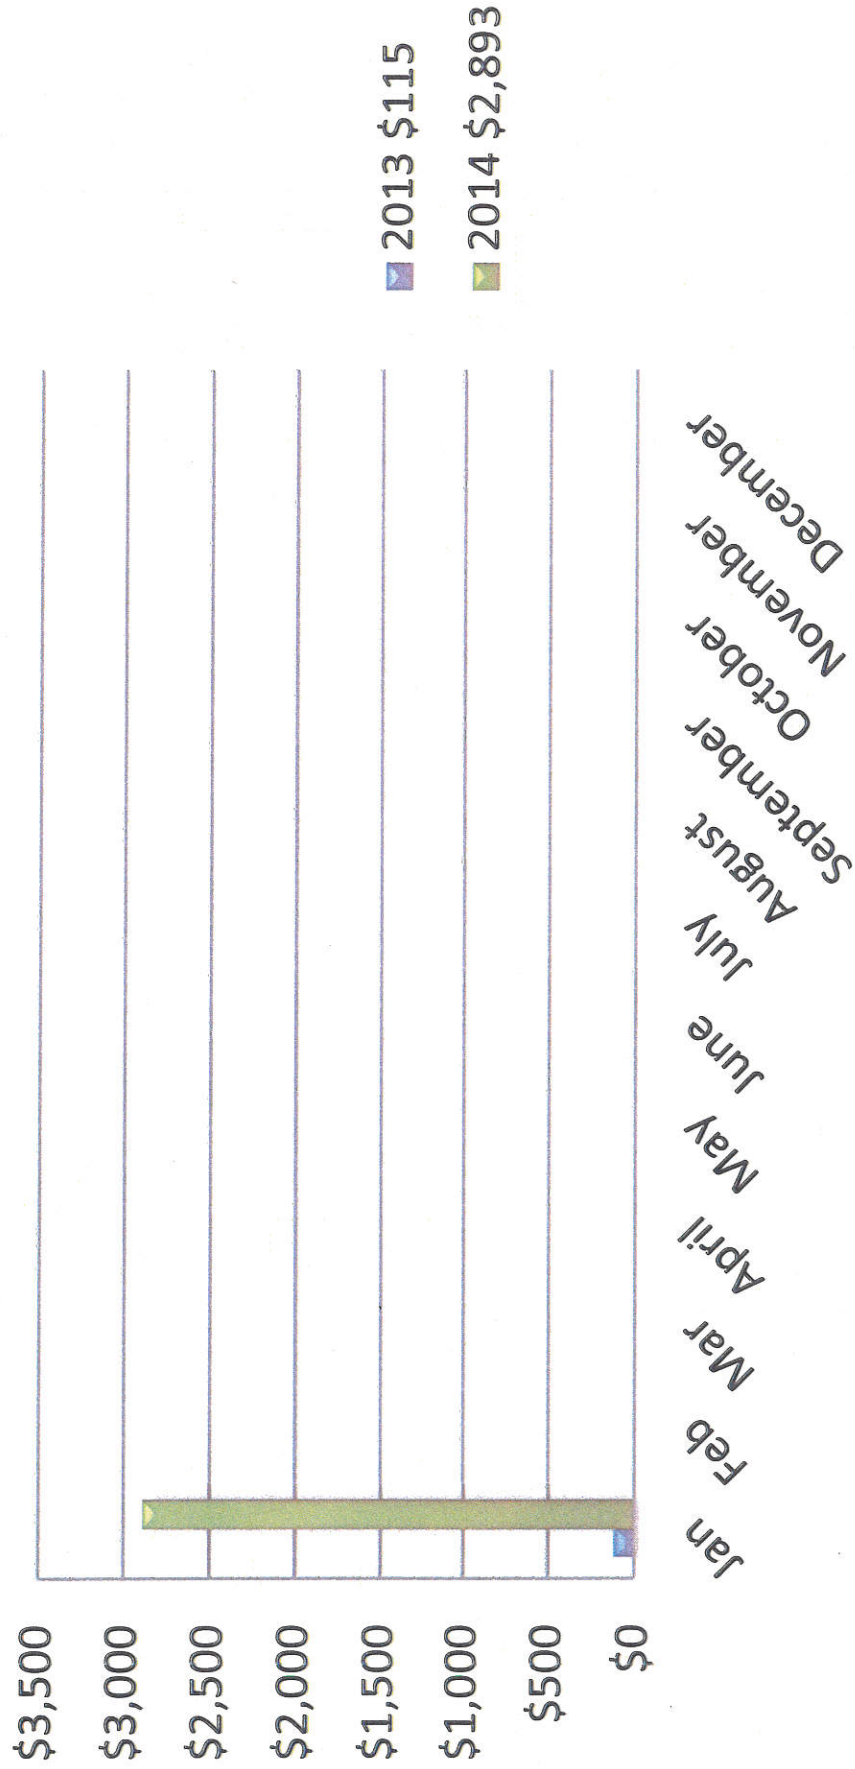 $3,500
$3,000
$2,500
$2,000
$1,500
$1,000
$500
$0
Jan
Feb
Mar
April
May
June
July
August
September
October
November
December
2013 $115
2014 $2,893